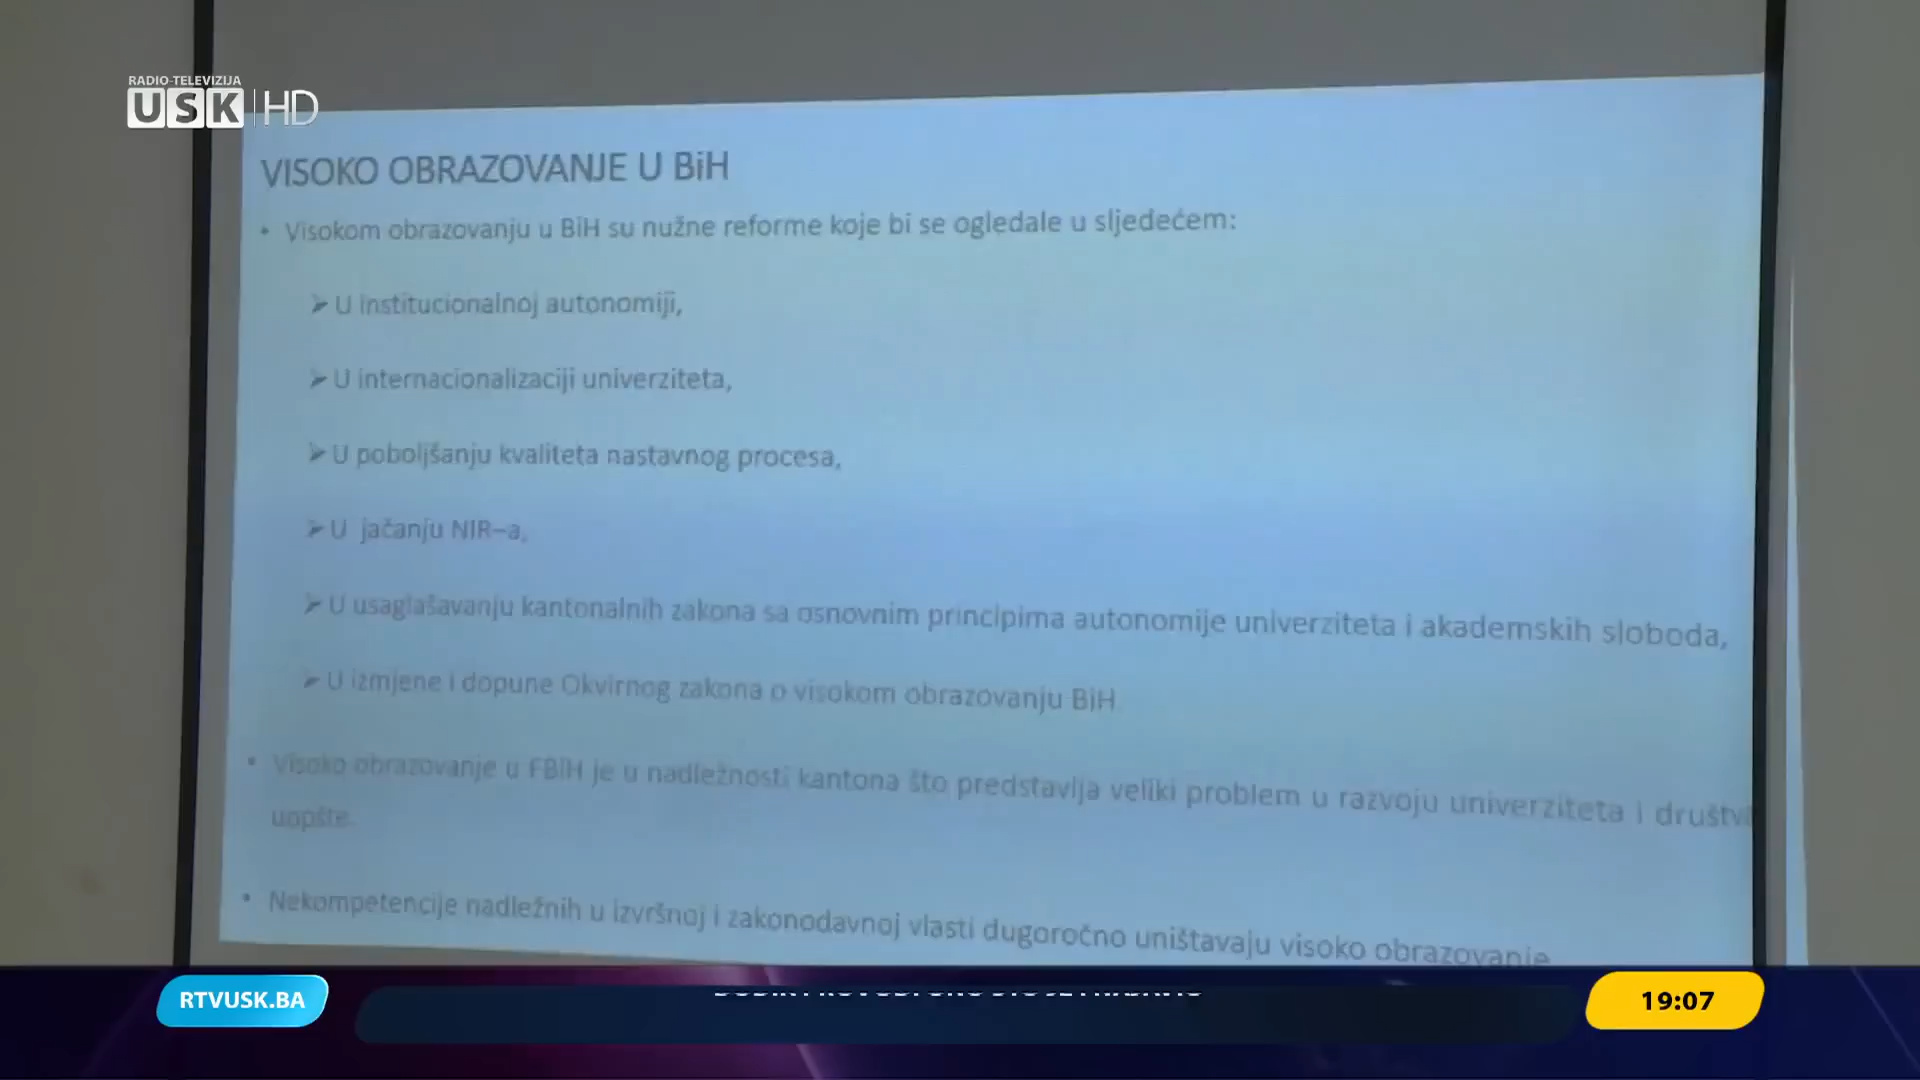 RADIO-TELEVIZIJA
USK HD
VISOKO OBRAZOVANJE U BiH
• Visokom obrazovanju u BiH su nužne reforme koje bi se ogledale u sljedećem:
➤ U institucionalnoj autonomiji,
➤ U internacionalizaciji univerziteta,
➤ U poboljšanju kvaliteta nastavnog procesa,
➤ U jačanju NIR–a,
➤ U usaglašavanju kantonalnih zakona sa osnovnim principima autonomije univerziteta i akademskih sloboda,
➤ U izmjene i dopune Okvirnog zakona o visokom obrazovanju BiH
• Visoko obrazovanje u FBiH je u nadležnosti kantona što predstavlja veliki problem u razvoju univerziteta i
uopšte.
• Nekompetencije nadležnih u izvršnoj i zakonodavnoj vlasti dugoročno uništavaju visoko obrazovanje
RTVUSK.BA
19:07